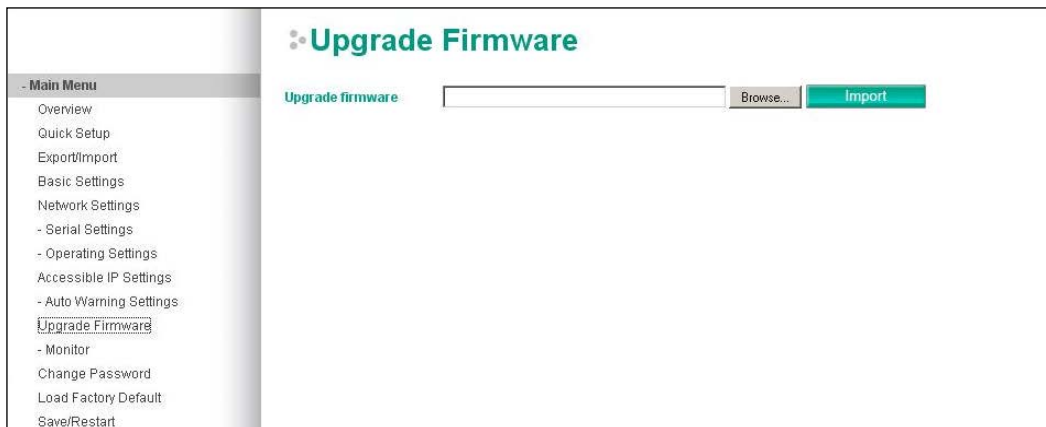 Upgrade Firmware
- Main Menu
Overview
Quick Setup
Export/Import
Basic Settings
Network Settings
- Serial Settings
- Operating Settings
Accessible IP Settings
- Auto Warning Settings
Upgrade Firmware
- Monitor
Change Password
Load Factory Default
Save/Restart
Upgrade firmware Browse... Import